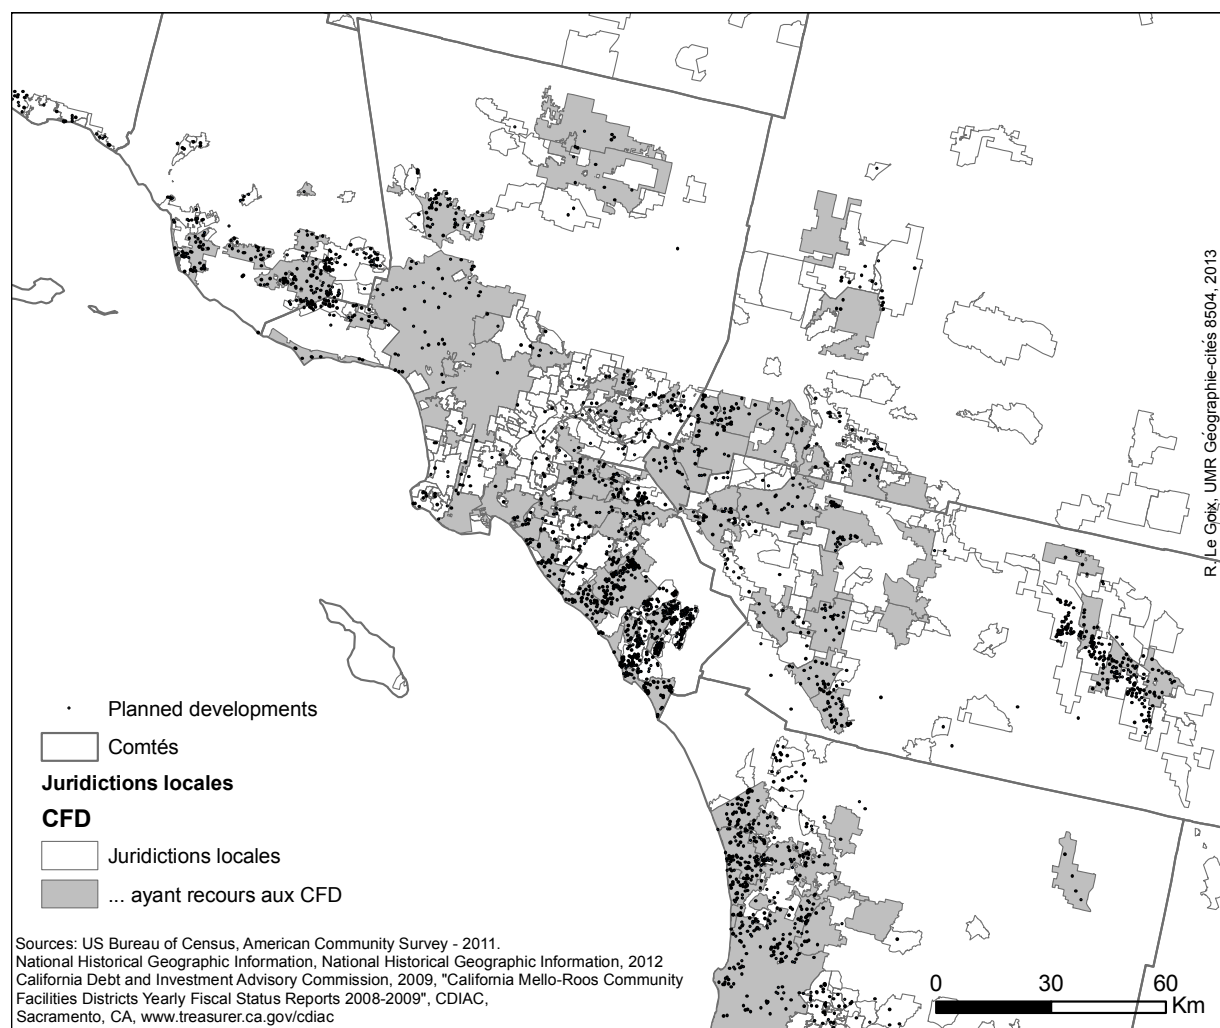 R. Le Goix, UMR Géographie-cités 8504, 2013
Planned developments
Comtés
Juridictions locales
CFD
Juridictions locales
... ayant recours aux CFD
Sources: US Bureau of Census, American Community Survey - 2011.
National Historical Geographic Information, National Historical Geographic Information, 2012
California Debt and Investment Advisory Commission, 2009, "California Mello-Roos Community
Facilities Districts Yearly Fiscal Status Reports 2008-2009", CDIAC,
Sacramento, CA, www.treasurer.ca.gov/cdiac
0 30 60
Km